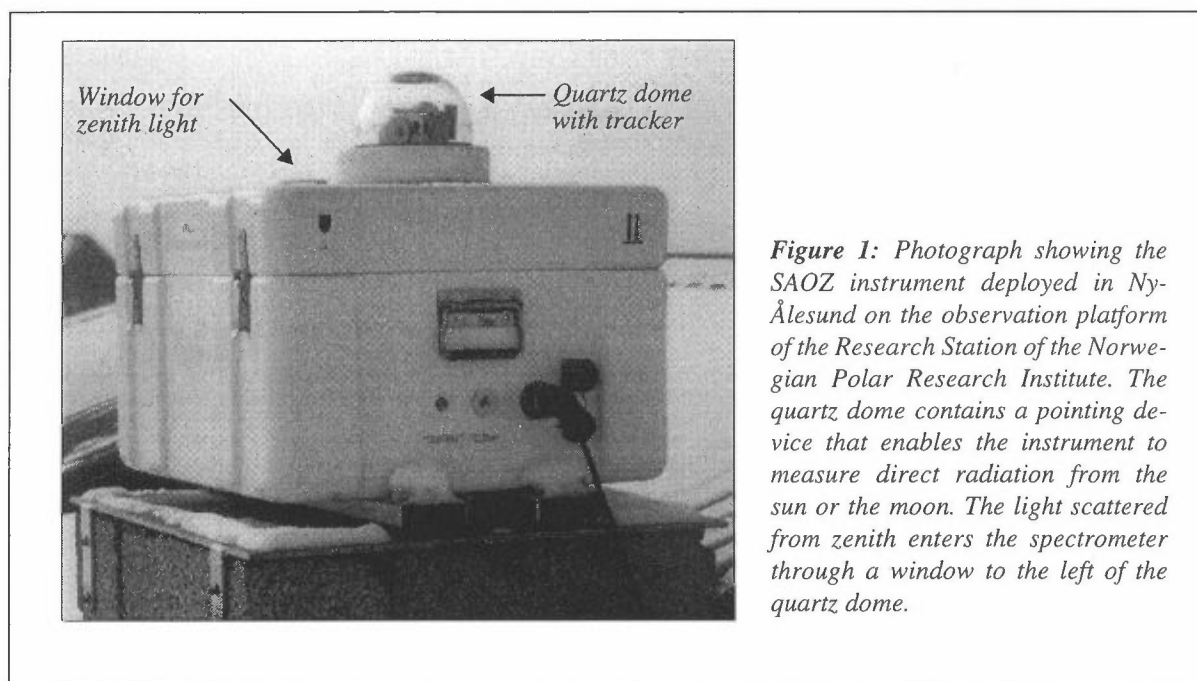 Window for
zenith light
Quartz dome
with tracker
Figure 1: Photograph showing the
SAOZ instrument deployed in Ny-
Ålesund on the observation platform
of the Research Station of the Norwe-
gian Polar Research Institute. The
quartz dome contains a pointing de-
vice that enables the instrument to
measure direct radiation from the
sun or the moon. The light scattered
from zenith enters the spectrometer
through a window to the left of the
quartz dome.